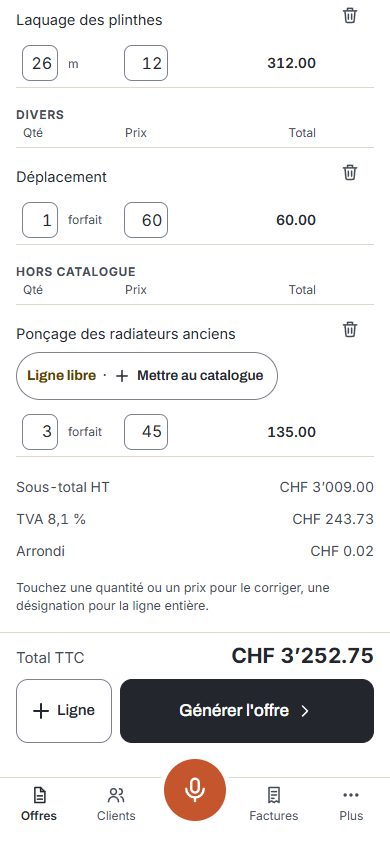 Laquage des plinthes
26 m 12 312.00
DIVERS
Qté Prix Total
Déplacement
1 forfait 60 60.00
HORS CATALOGUE
Qté Prix Total
Ponçage des radiateurs anciens
Ligne libre · + Mettre au catalogue
3 forfait 45 135.00
Sous-total HT CHF 3’009.00
TVA 8,1 % CHF 243.73
Arrondi CHF 0.02
Touchez une quantité ou un prix pour le corriger, une
désignation pour la ligne entière.
Total TTC CHF 3’252.75
+ Ligne Générer l'offre >
Offres Clients Factures Plus